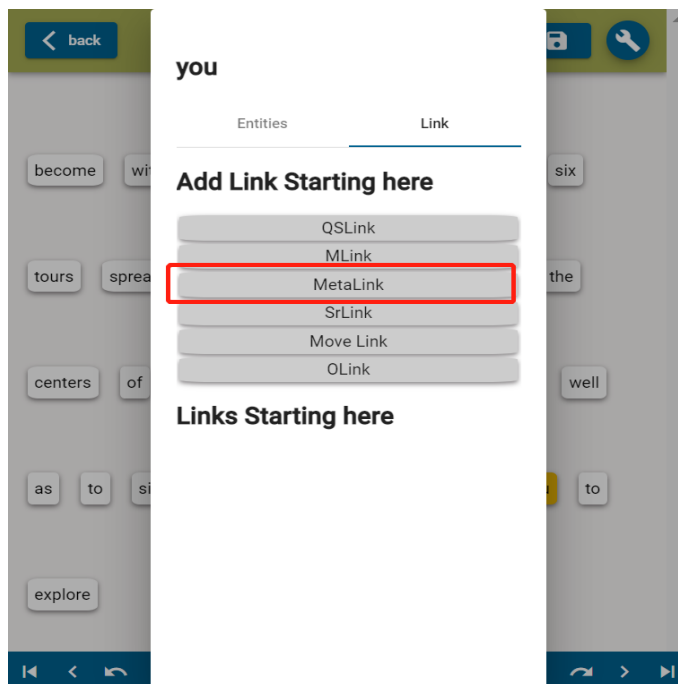 back
you
Entities Link
become six
Add Link Starting here
QSLink
MLink
tours the
MetaLink
SrLink
Move Link
OLink
centers of well
Links Starting here
as to to
explore